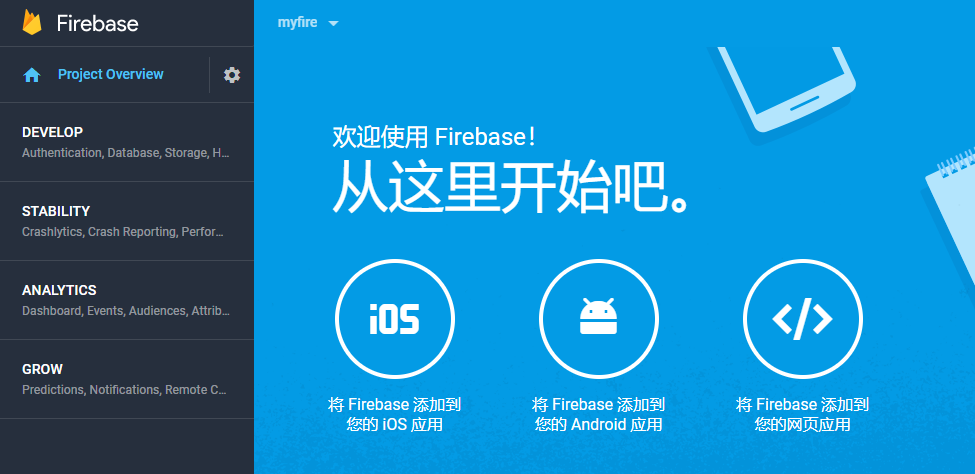 Firebase
myfire
Project Overview
DEVELOP
Authentication, Database, Storage, H...
STABILITY
Crashlytics, Crash Reporting, Perfor...
ANALYTICS
Dashboard, Events, Audiences, Attrib...
GROW
Predictions, Notifications, Remote C...
欢迎使用 Firebase！
从这里开始吧。
iOS
</>
将 Firebase 添加到
您的 iOS 应用
将 Firebase 添加到
您的 Android 应用
将 Firebase 添加到
您的网页应用